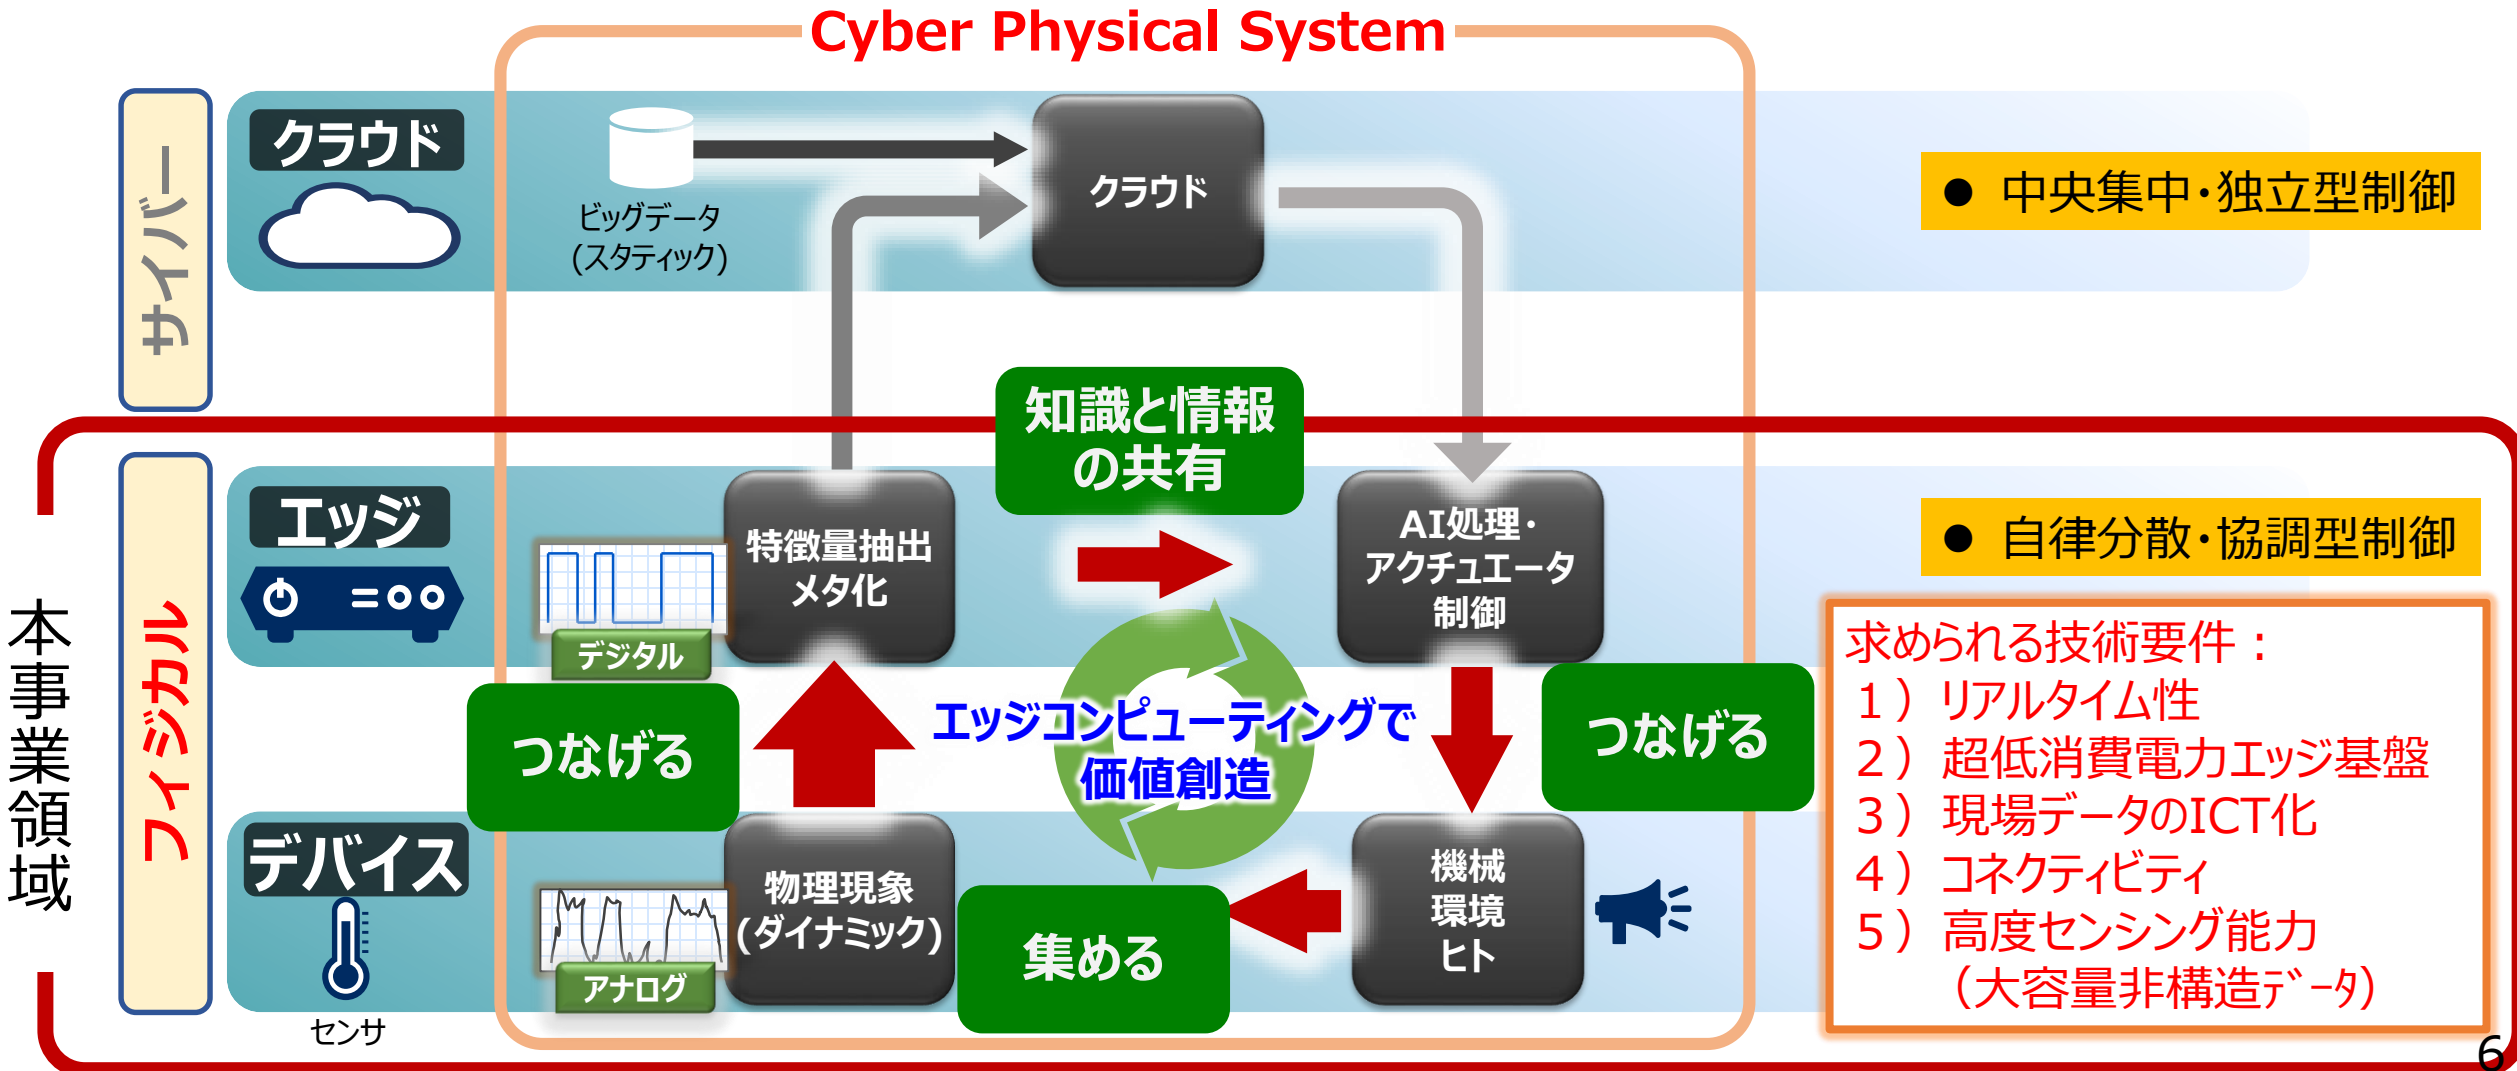 Cyber Physical System
サイバー
クラウド
ビッグデータ
(スタティック)
クラウド
● 中央集中・独立型制御
知識と情報
の共有
本事業領域
フィジカル
エッジ
デジタル
特徴量抽出
メタ化
AI処理・
アクチュエータ
制御
● 自律分散・協調型制御
つなげる
エッジコンピューティングで
価値創造
つなげる
デバイス
センサ
アナログ
物理現象
(ダイナミック)
集める
機械
環境
ヒト
求められる技術要件：
１）リアルタイム性
２）超低消費電力エッジ基盤
３）現場データのICT化
４）コネクティビティ
５）高度センシング能力
（大容量非構造ﾃﾞｰﾀ）
6